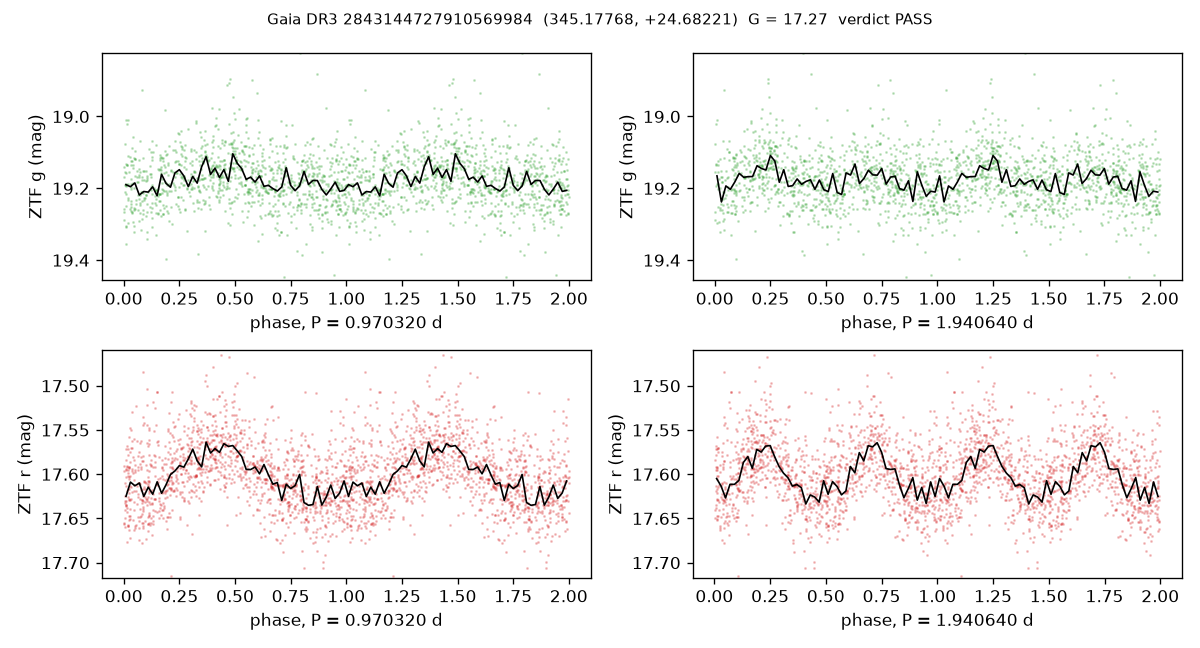 Gaia DR3 2843144727910569984 (345.17768, +24.68221) G = 17.27 verdict PASS
ZTF g (mag)
19.0
19.2
19.4
0.00 0.25 0.50 0.75 1.00 1.25 1.50 1.75 2.00
phase, P = 0.970320 d
ZTF g (mag)
19.0
19.2
19.4
0.00 0.25 0.50 0.75 1.00 1.25 1.50 1.75 2.00
phase, P = 1.940640 d
ZTF r (mag)
17.50
17.55
17.60
17.65
17.70
0.00 0.25 0.50 0.75 1.00 1.25 1.50 1.75 2.00
phase, P = 0.970320 d
ZTF r (mag)
17.50
17.55
17.60
17.65
17.70
0.00 0.25 0.50 0.75 1.00 1.25 1.50 1.75 2.00
phase, P = 1.940640 d